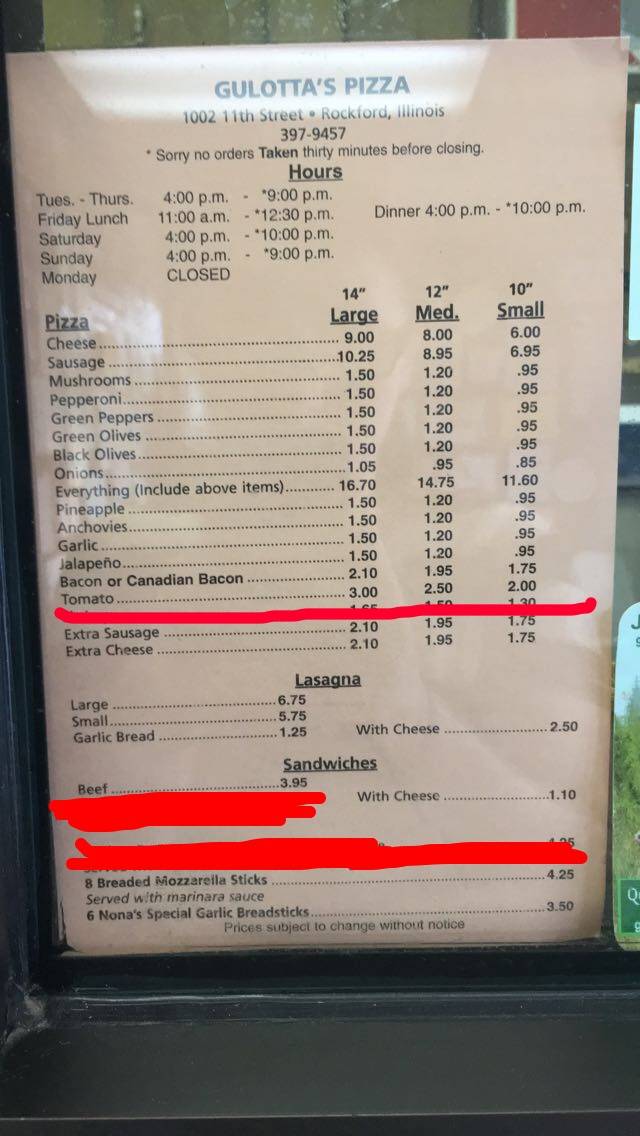 GULOTTA'S PIZZA
1002 11th Street • Rockford, Illinois
397-9457
* Sorry no orders Taken thirty minutes before closing.
Hours
Tues. - Thurs. 4:00 p.m. - *9:00 p.m.
Friday Lunch 11:00 a.m. - *12:30 p.m. Dinner 4:00 p.m. - *10:00 p.m.
Saturday 4:00 p.m. - *10:00 p.m.
Sunday 4:00 p.m. - *9:00 p.m.
Monday CLOSED
14" 12" 10"
Pizza Large Med. Small
Cheese 9.00 8.00 6.00
Sausage 10.25 8.95 6.95
Mushrooms 1.50 1.20 .95
Pepperoni 1.50 1.20 .95
Green Peppers 1.50 1.20 .95
Green Olives 1.50 1.20 .95
Black Olives 1.50 1.20 .95
Onions 1.05 .95 .85
Everything (Include above items) 16.70 14.75 11.60
Pineapple 1.50 1.20 .95
Anchovies 1.50 1.20 .95
Garlic 1.50 1.20 .95
Jalapeño 1.50 1.20 .95
Bacon or Canadian Bacon 2.10 1.95 1.75
Tomato 3.00 2.50 2.00
Extra Sausage 2.10 1.95 1.75
Extra Cheese 2.10 1.95 1.75
Lasagna
Large 6.75
Small 5.75
Garlic Bread 1.25 With Cheese 2.50
Sandwiches
Beef 3.95
With Cheese 1.10
8 Breaded Mozzarella Sticks 4.25
Served with marinara sauce
6 Nona's Special Garlic Breadsticks 3.50
Prices subject to change without notice